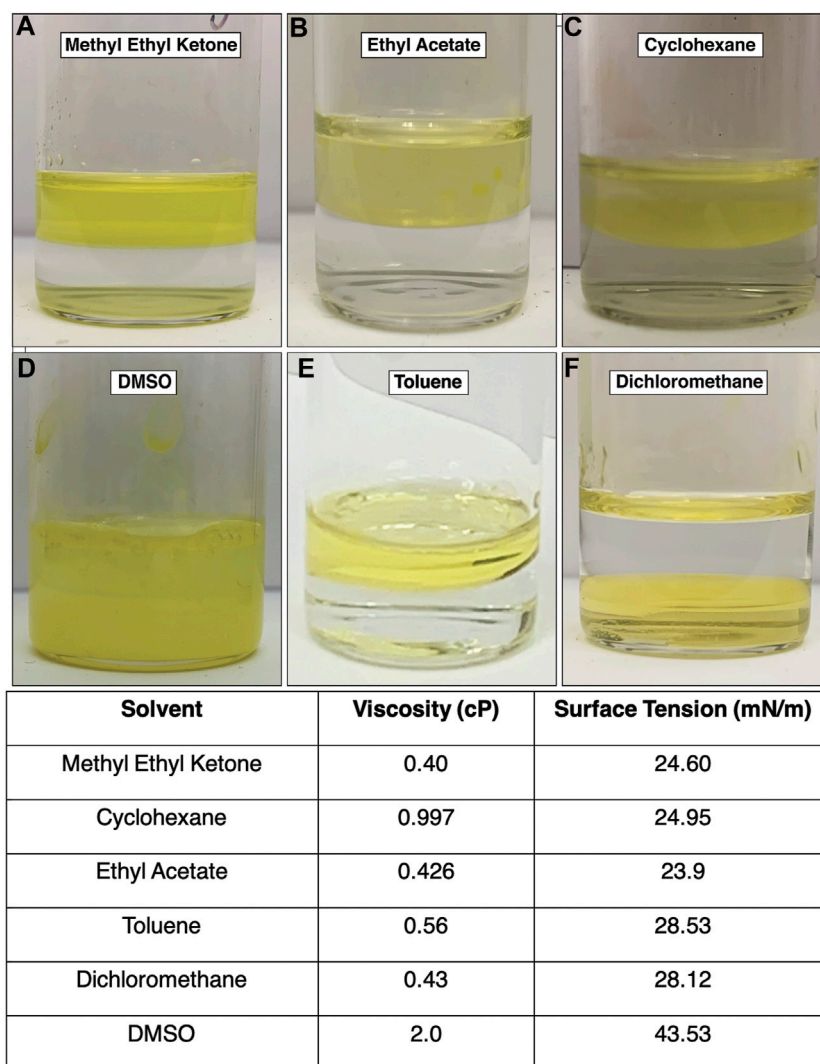 A
Methyl Ethyl Ketone
B
Ethyl Acetate
C
Cyclohexane
D
DMSO
E
Toluene
F
Dichloromethane
Solvent Viscosity (cP) Surface Tension (mN/m)
Methyl Ethyl Ketone 0.40 24.60
Cyclohexane 0.997 24.95
Ethyl Acetate 0.426 23.9
Toluene 0.56 28.53
Dichloromethane 0.43 28.12
DMSO 2.0 43.53